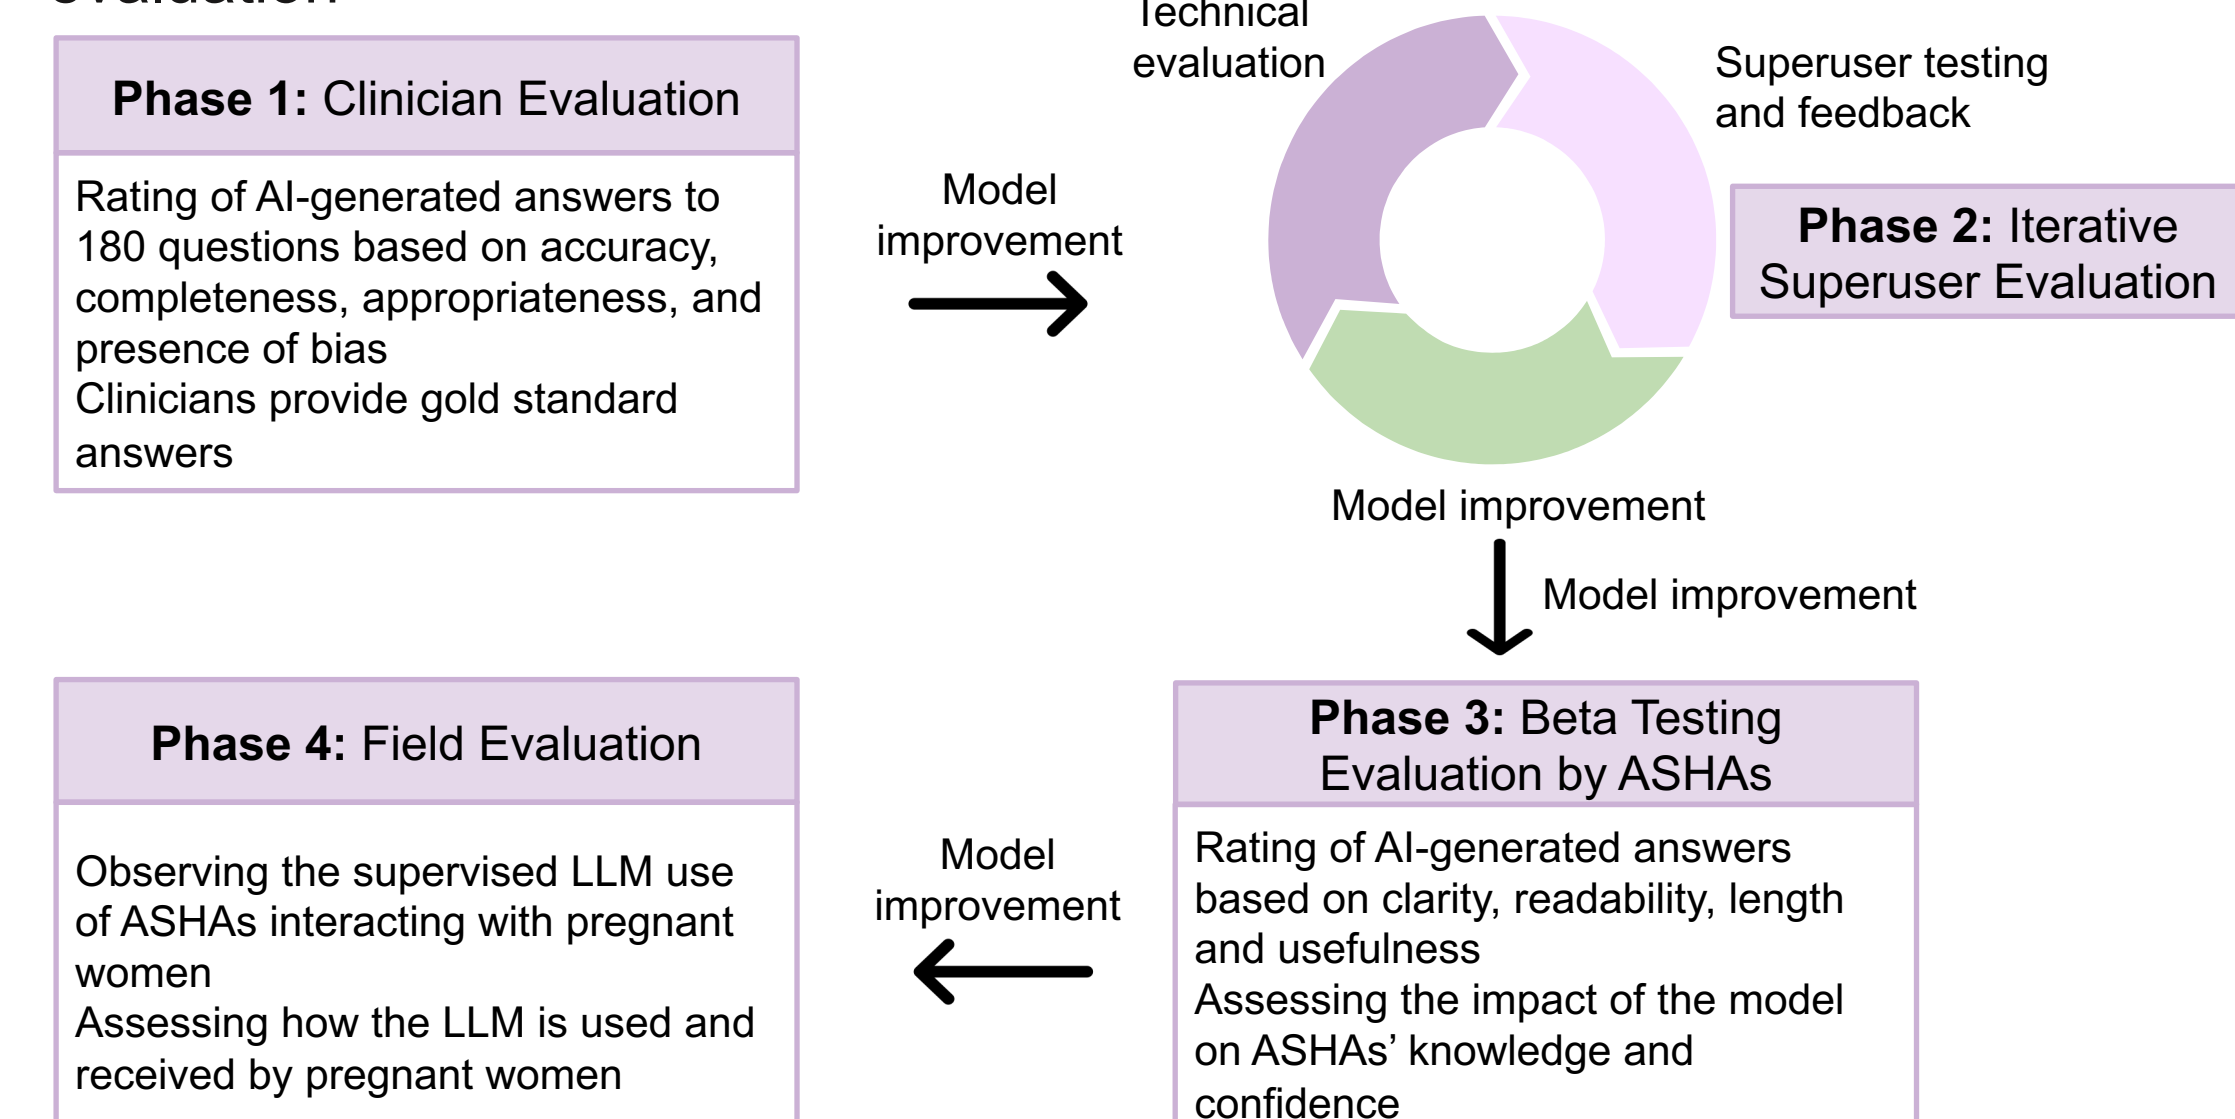 evaluation
Phase 1: Clinician Evaluation
Rating of AI-generated answers to
180 questions based on accuracy,
completeness, appropriateness, and
presence of bias
Clinicians provide gold standard
answers
Model
improvement
Technical
evaluation
Superuser testing
and feedback
Phase 2: Iterative
Superuser Evaluation
Model improvement
Model improvement
Phase 3: Beta Testing
Evaluation by ASHAs
Rating of AI-generated answers
based on clarity, readability, length
and usefulness
Assessing the impact of the model
on ASHAs’ knowledge and
confidence
Model
improvement
Phase 4: Field Evaluation
Observing the supervised LLM use
of ASHAs interacting with pregnant
women
Assessing how the LLM is used and
received by pregnant women